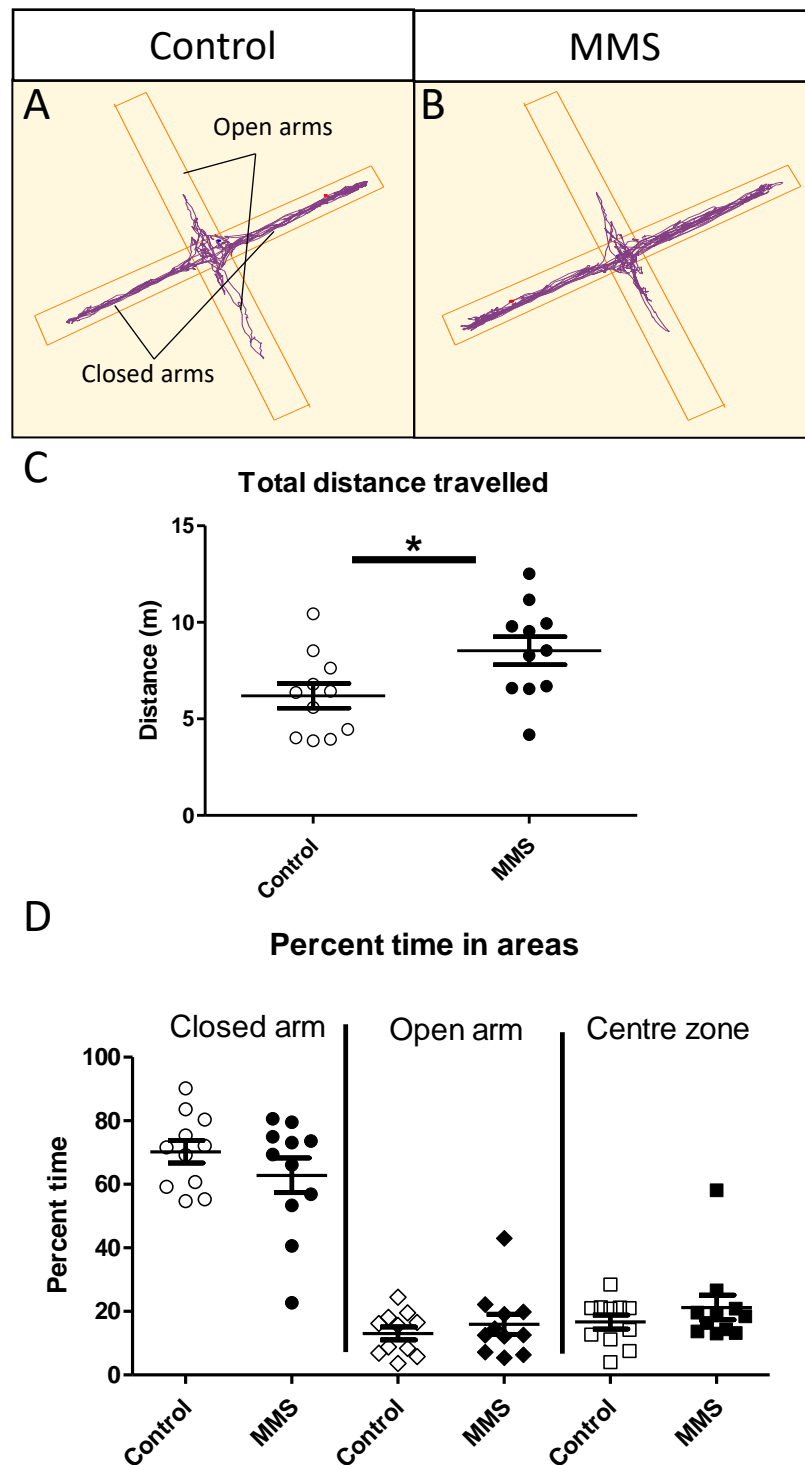 Control MMS
A B
Open arms
Closed arms
C
Total distance travelled
15
*
10
Distance (m)
5
0
Control MMS
D
Percent time in areas
Closed arm Open arm Centre zone
100
80
60
Percent time
40
20
0
Control MMS Control MMS Control MMS